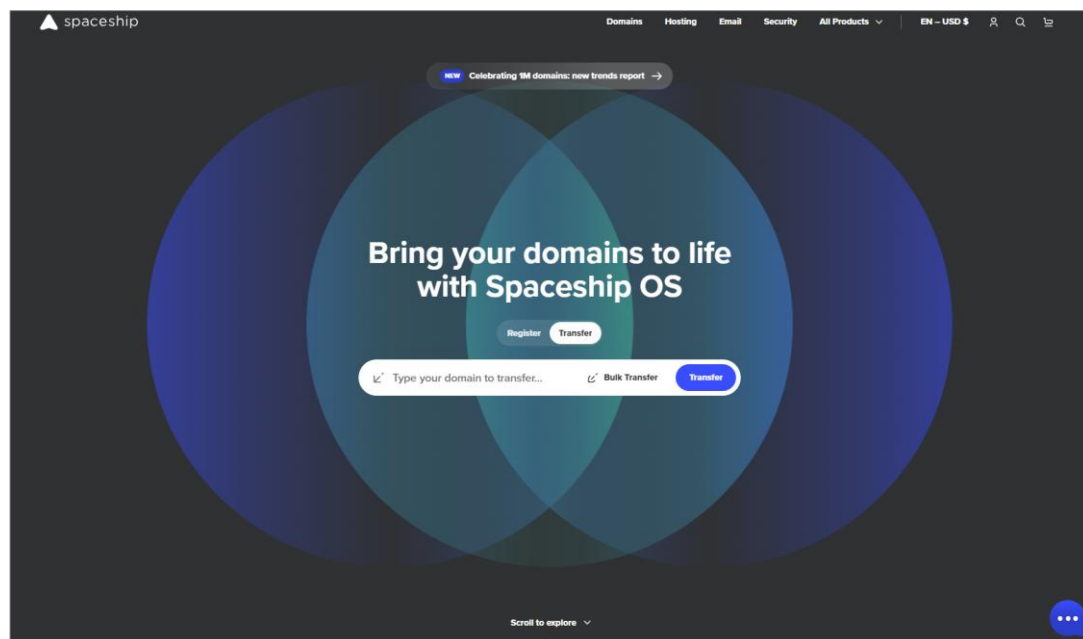 spaceship
Domains Hosting Email Security All Products EN – USD $
NEW Celebrating 1M domains: new trends report →
Bring your domains to life
with Spaceship OS
Register Transfer
Type your domain to transfer... Bulk Transfer Transfer
Scroll to explore